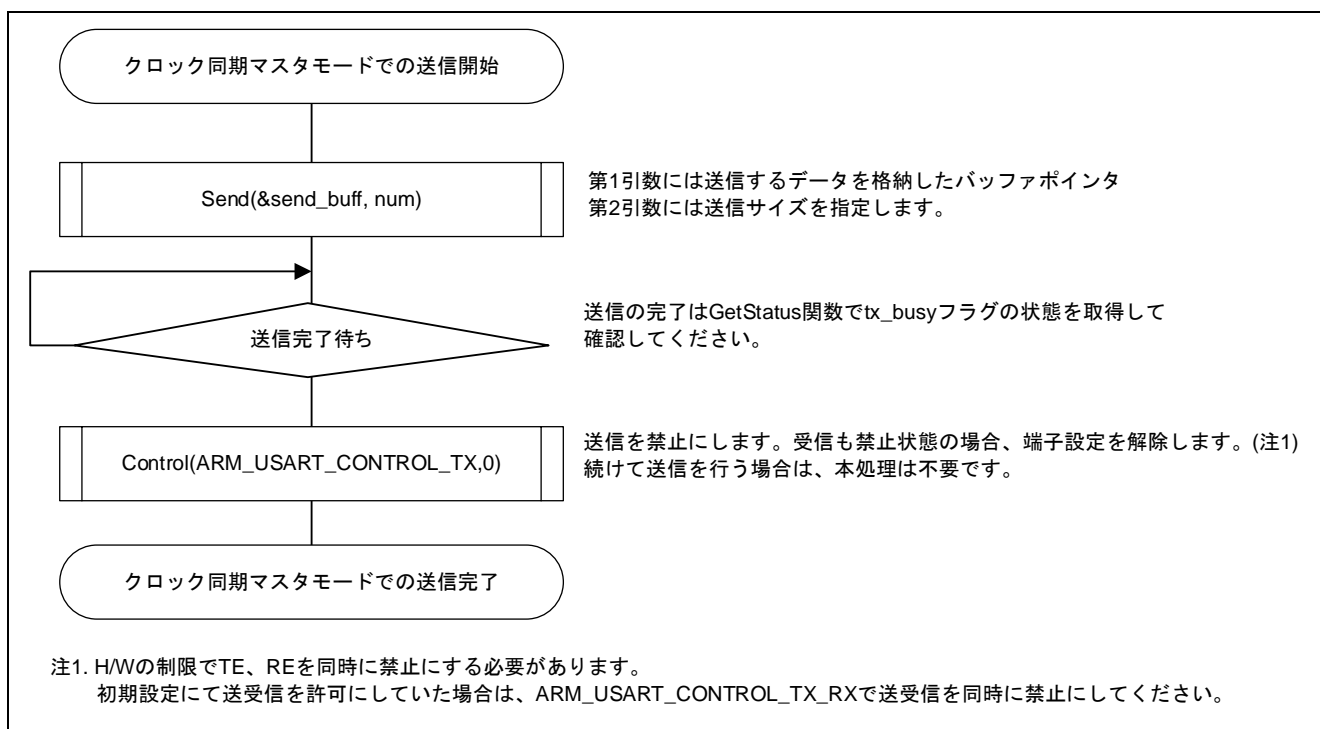 クロック同期マスタモードでの送信開始
Send(&send_buff, num)
第1引数には送信するデータを格納したバッファポインタ
第2引数には送信サイズを指定します。
送信完了待ち
送信の完了はGetStatus関数でtx_busyフラグの状態を取得して
確認してください。
Control(ARM_USART_CONTROL_TX,0)
送信を禁止にします。受信も禁止状態の場合、端子設定を解除します。(注1)
続けて送信を行う場合は、本処理は不要です。
クロック同期マスタモードでの送信完了
注1. H/Wの制限でTE、REを同時に禁止にする必要があります。
初期設定にて送受信を許可にしていた場合は、ARM_USART_CONTROL_TX_RXで送受信を同時に禁止にしてください。